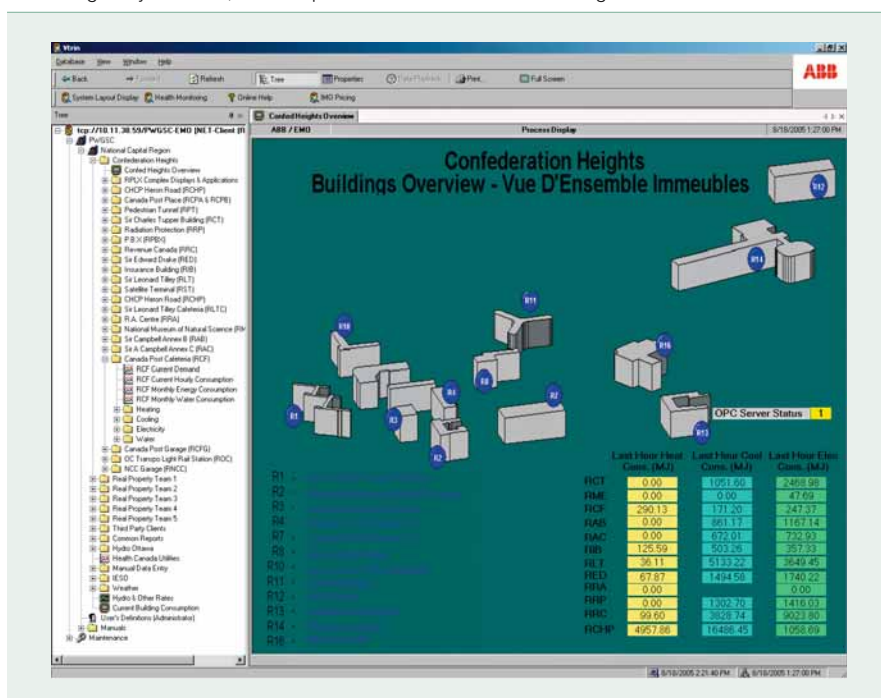 Vtrin
Database View Window Help
Back Forward Refresh Tree Properties Print... Full Screen
ABB
System Layout Display Health Monitoring Online Help IMO Pricing
Tree
Confed Heights Overview
ABB / EMO Process Display 8/18/2005 1:27:00 PM
tcp://10.11.38.59/PWGSC-EMO [NET-Client
PWGSC
National Capital Region
Confederation Heights
Confed Heights Overview
RPLX Complex Displays & Applications
CHCP Heron Road (RCHP)
Canada Post Place (RCPA & RCPB)
Pedestrian Tunnel (RPT)
Sir Charles Tupper Building (RCT)
Radiation Protection (RRP)
P.B.X (RPBX)
Revenue Canada (RRC)
Sir Edward Drake (RED)
Insurance Building (RIB)
Sir Leonard Tilley (RLT)
Satellite Terminal (RST)
CHCP Heron Road (RCHP)
Sir Leonard Tilley Cafeteria (RLTC)
R.A. Centre (RRA)
National Museum of Natural Science
Sir Campbell Annex B (RAB)
Sir A Campbell Annex C (RAC)
Canada Post Cafeteria (RCF)
RCF Current Demand
RCF Current Hourly Consumption
RCF Monthly Energy Consumption
RCF Monthly Water Consumption
Heating
Cooling
Electricity
Water
Canada Post Garage (RCFG)
OC Transpo Light Rail Station (ROC)
NCC Garage (RNCC)
Real Property Team 1
Real Property Team 2
Real Property Team 3
Real Property Team 4
Real Property Team 5
Third Party Clients
Common Reports
Hydro Ottawa
Health Canada Utilities
Manual Data Entry
IESO
Weather
Hydro & Other Rates
Current Building Consumption
User's Definitions (Administrator)
Manuals
Maintenance
Confederation Heights
Buildings Overview - Vue D'Ensemble Immeubles
R12
R14
R11
R10
R16
R8
R4
R1
R3
R2
R2
R13
OPC Server Status 1
Last Hour Heat Last Hour Cool Last Hour Elec
Cons. (MJ) Cons. (MJ) Cons. (MJ)
RCT 0.00 1051.60 2468.98
RME 0.00 0.00 47.69
RCF 290.13 171.20 247.37
RAB 0.00 861.17 1167.14
RAC 0.00 672.01 732.93
RIB 125.59 503.26 357.33
RLT 36.11 5133.22 3649.45
RED 67.87 1494.58 1740.22
RRA 0.00
RRP 0.00 1302.70 1416.03
RRC 99.60 3828.74 9023.80
RCHP 4957.86 16486.45 1058.69
R1 -
R2 -
R3 -
R4 -
R7 -
R8 -
R10 -
R11 -
R12 -
R13 -
R14 -
R16 -
8/18/2005 2:21:40 PM 8/18/2005 1:27:00 PM